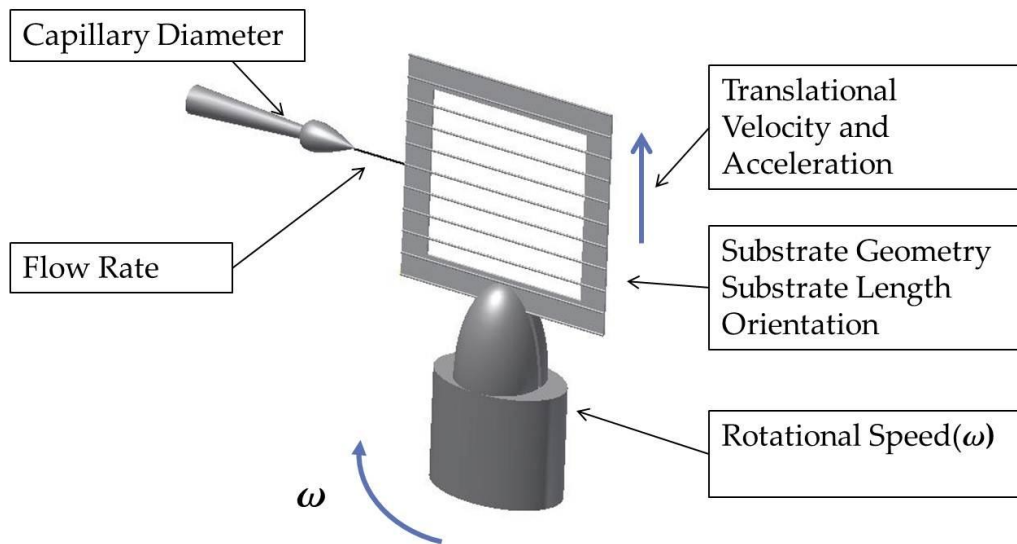 Capillary Diameter
Flow Rate
Translational
Velocity and
Acceleration
Substrate Geometry
Substrate Length
Orientation
Rotational Speed(ω)
ω